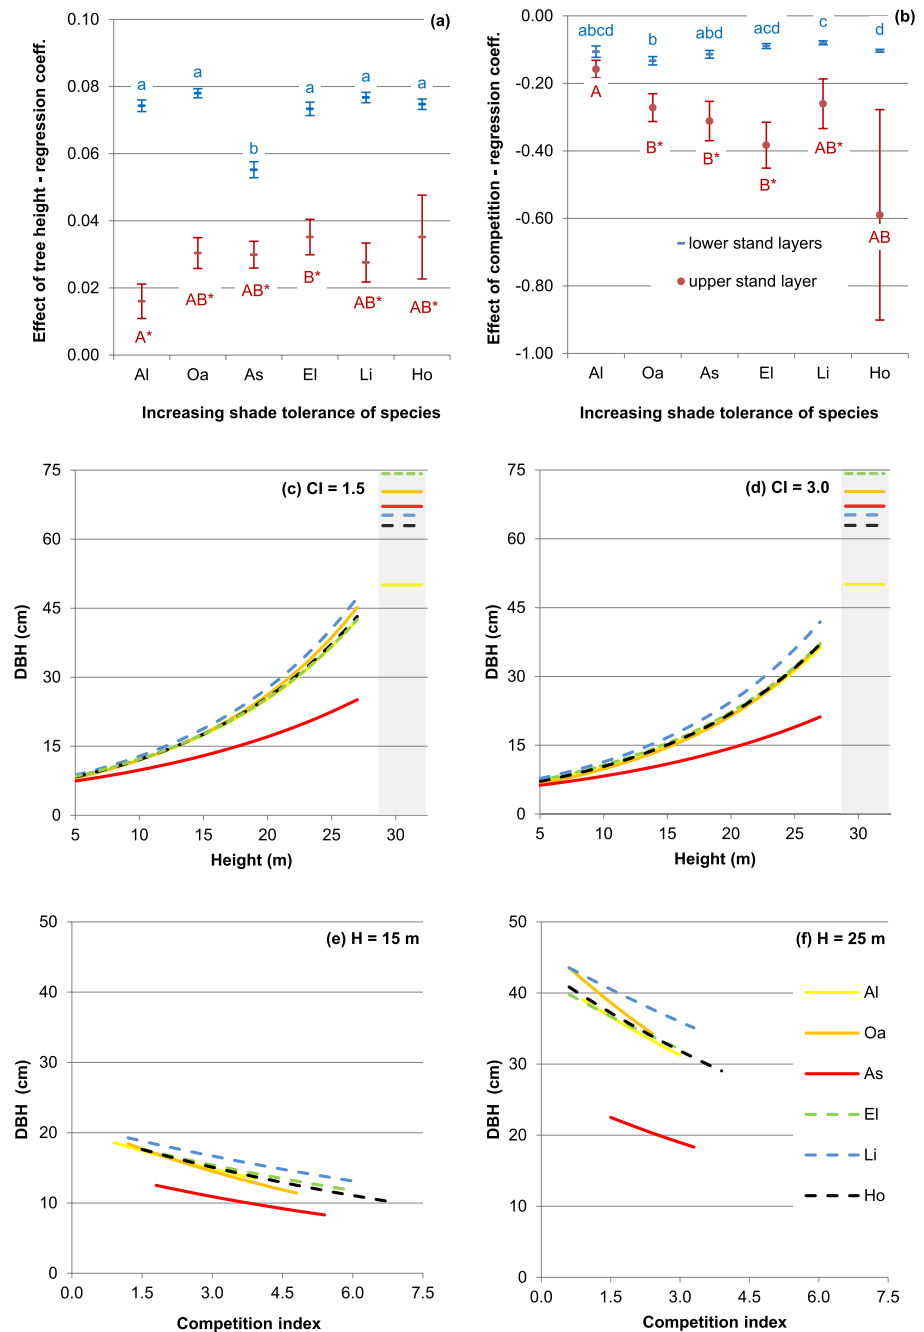 (a)
Effect of tree height - regression coeff.
0.10
0.08
0.06
0.04
0.02
0.00
a
a
b
a
a
a
A*
AB*
AB*
B*
AB*
AB*
Al
Oa
As
El
Li
Ho
Increasing shade tolerance of species
(b)
Effect of competition - regression coeff.
0.00
-0.20
-0.40
-0.60
-0.80
-1.00
abcd
b
abd
acd
c
d
A
B*
B*
B*
AB*
AB
lower stand layers
upper stand layer
Al
Oa
As
El
Li
Ho
Increasing shade tolerance of species
(c) CI = 1.5
DBH (cm)
75
60
45
30
15
0
5
10
15
20
25
30
Height (m)
(d) CI = 3.0
DBH (cm)
75
60
45
30
15
0
5
10
15
20
25
30
Height (m)
(e) H = 15 m
DBH (cm)
50
40
30
20
10
0
0.0
1.5
3.0
4.5
6.0
7.5
Competition index
(f) H = 25 m
DBH (cm)
50
40
30
20
10
0
Al
Oa
As
El
Li
Ho
0.0
1.5
3.0
4.5
6.0
7.5
Competition index